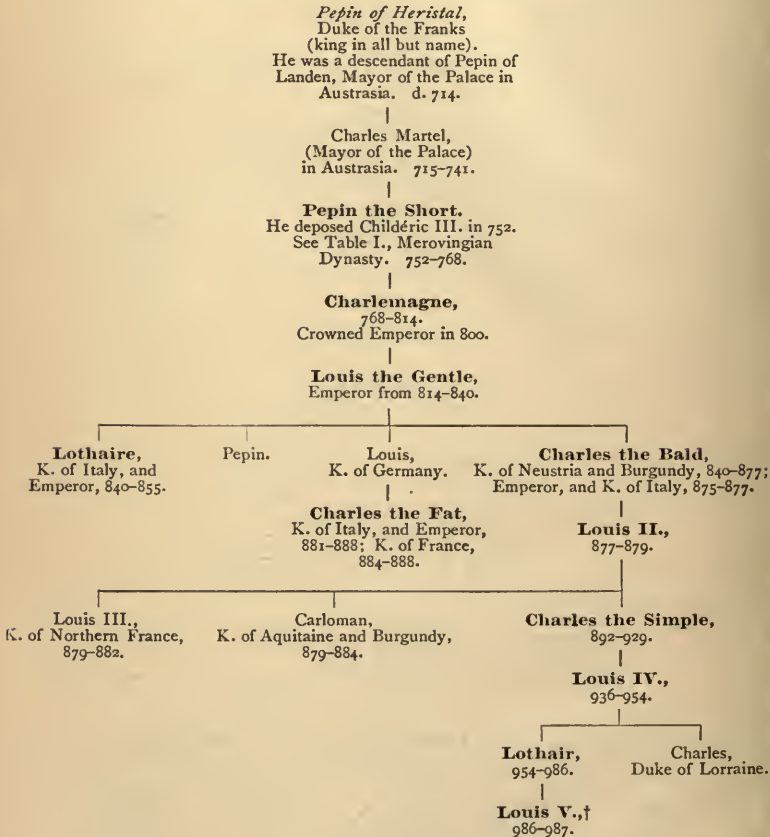 Pepin of Heristal,
Duke of the Franks
(king in all but name).
He was a descendant of Pepin of
Landen, Mayor of the Palace in
Austrasia. d. 714.
Charles Martel,
(Mayor of the Palace)
in Austrasia. 715–741.
Pepin the Short.
He deposed Childéric III. in 752.
See Table I., Merovingian
Dynasty. 752–768.
Charlemagne,
768–814.
Crowned Emperor in 800.
Louis the Gentle,
Emperor from 814–840.
Lothaire,
K. of Italy, and
Emperor, 840–855.
Pepin.
Louis,
K. of Germany.
Charles the Bald,
K. of Neustria and Burgundy, 840–877;
Emperor, and K. of Italy, 875–877.
Charles the Fat,
K. of Italy, and Emperor,
881–888; K. of France,
884–888.
Louis II.,
877–879.
Louis III.,
K. of Northern France,
879–882.
Carloman,
K. of Aquitaine and Burgundy,
879–884.
Charles the Simple,
892–929.
Louis IV.,
936–954.
Lothair,
954–986.
Charles,
Duke of Lorraine.
Louis V.,†
986–987.